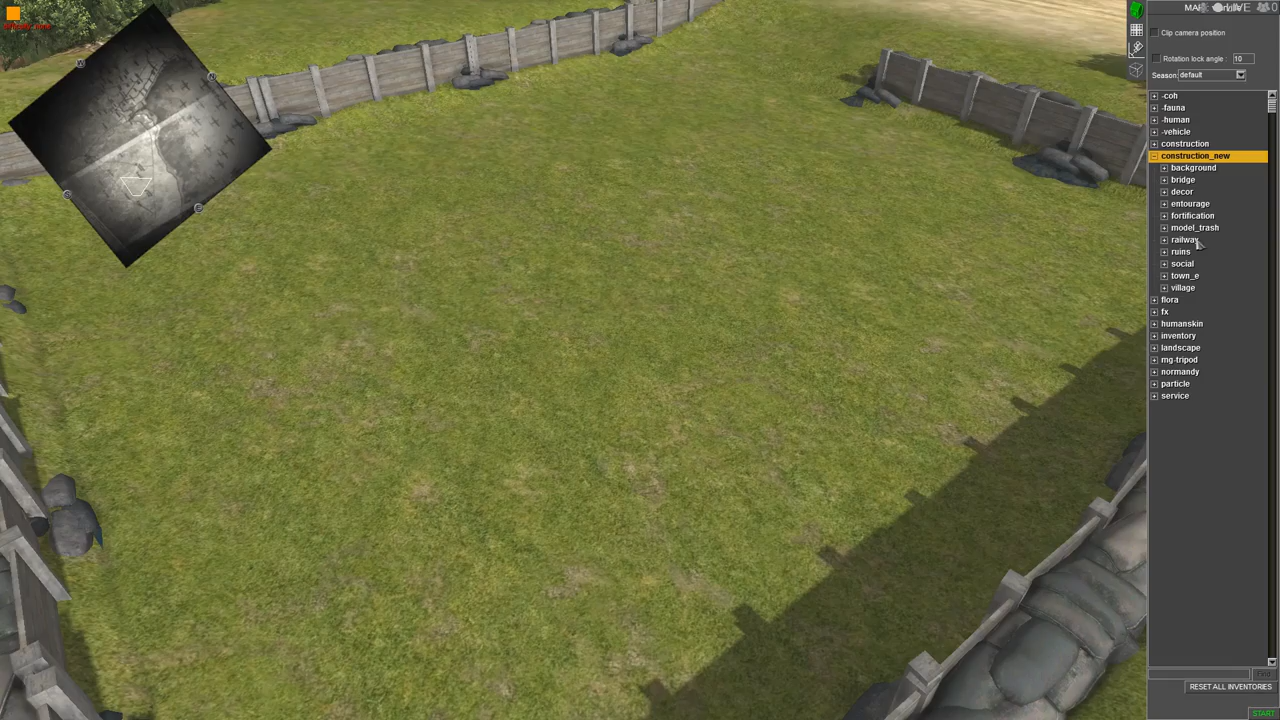 Clip camera position
Rotation lock angle : 10
Season: default
-coh
-fauna
-human
-vehicle
construction
construction_new
background
bridge
decor
entourage
fortification
model_trash
railway
ruins
social
town_e
village
flora
fx
humanskin
inventory
landscape
mg-tripod
normandy
particle
service
Find
RESET ALL INVENTORIES
START